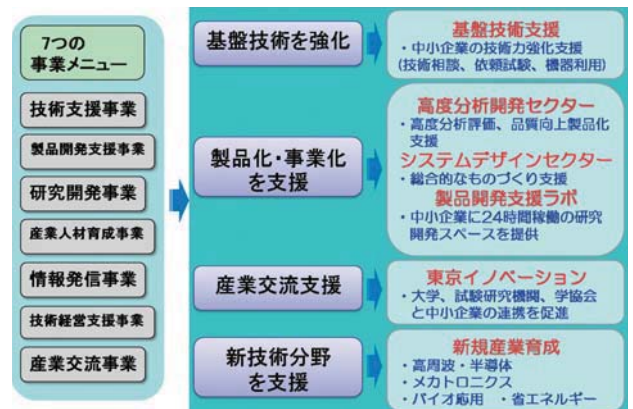 7つの
事業メニュー
技術支援事業
製品開発支援事業
研究開発事業
産業人材育成事業
情報発信事業
技術経営支援事業
産業交流事業
基盤技術を強化
基盤技術支援
・中小企業の技術力強化支援
(技術相談、依頼試験、機器利用)
製品化・事業化
を支援
高度分析開発セクター
・高度分析評価、品質向上製品化
支援
システムデザインセクター
・総合的なものづくり支援
製品開発支援ラボ
・中小企業に24時間稼働の研究
開発スペースを提供
産業交流支援
東京イノベーション
・大学、試験研究機関、学協会
と中小企業の連携を促進
新技術分野
を支援
新規産業育成
・高周波・半導体
・メカトロニクス
・バイオ応用 ・省エネルギー